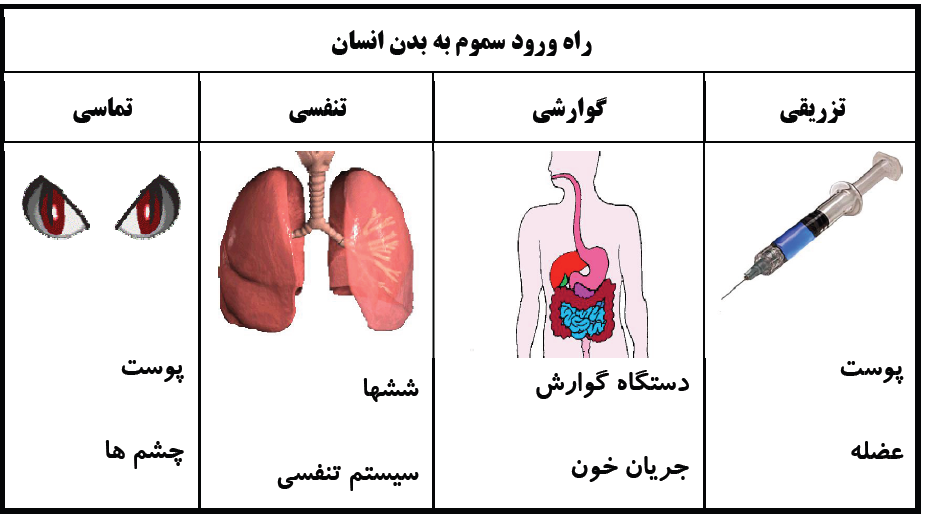 راه ورود سموم به بدن انسان
تزریقی
گوارشی
تنفسی
تماسی
پوست
عضله
دستگاه گوارش
جریان خون
ششها
سیستم تنفسی
پوست
چشم ها